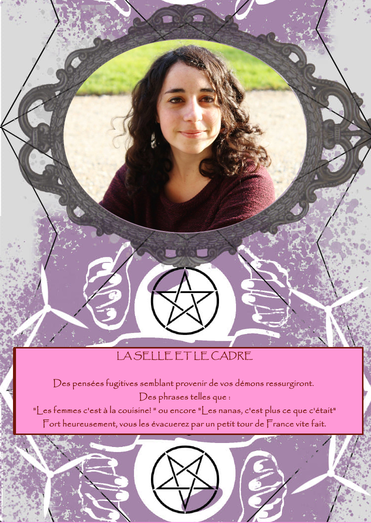 LA SELLE ET LE CADRE
Des pensées fugitives semblant provenir de vos démons ressurgiront.
Des phrases telles que :
"Les femmes c'est à la couisine! " ou encore "Les nanas, c'est plus ce que c'était"
Fort heureusement, vous les évacuerez par un petit tour de France vite fait.